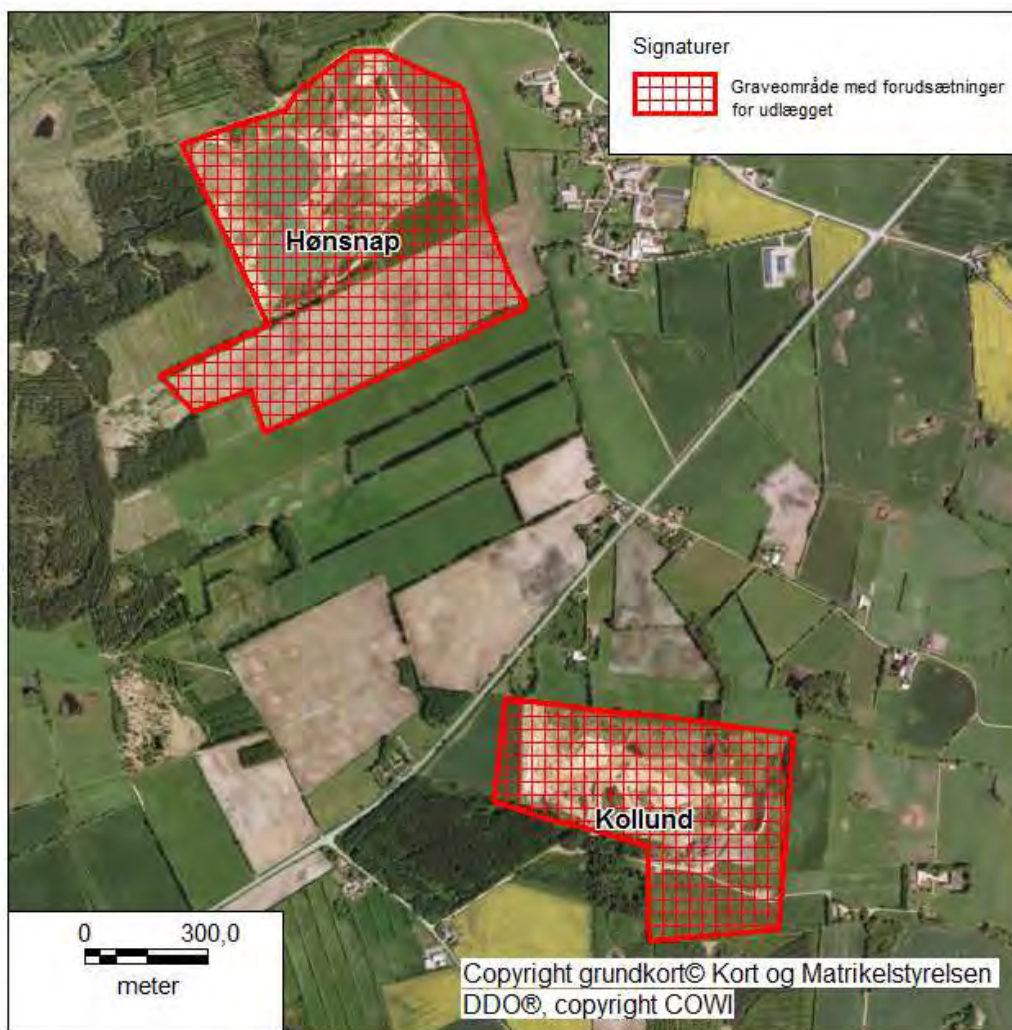 Signaturer
Graveområde med forudsætninger
for udlægget
Hønsnap
Kollund
0 300,0
meter
Copyright grundkort© Kort og Matrikelstyrelsen
DDO®, copyright COWI